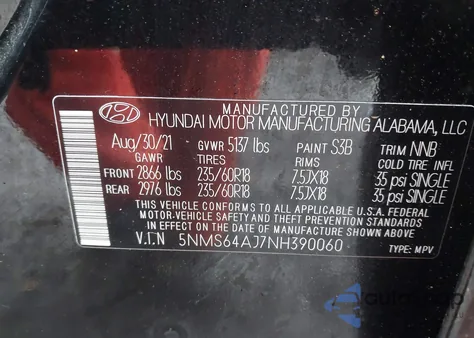 MANUFACTURED BY
HYUNDAI MOTOR MANUFACTURING ALABAMA, LLC
Aug/30/21 GVWR 5137 lbs PAINT S3B TRIM NNB
GAWR TIRES RIMS COLD TIRE INFL
FRONT 2866 lbs 235/60R18 7.5JX18 35 psi SINGLE
REAR 2976 lbs 235/60R18 7.5JX18 35 psi SINGLE
THIS VEHICLE CONFORMS TO ALL APPLICABLE U.S.A. FEDERAL
MOTOR-VEHICLE SAFETY AND THEFT PREVENTION STANDARDS
IN EFFECT ON THE DATE OF MANUFACTURE SHOWN ABOVE.
V.I.N 5NMS64AJ7NH390060 TYPE: MPV